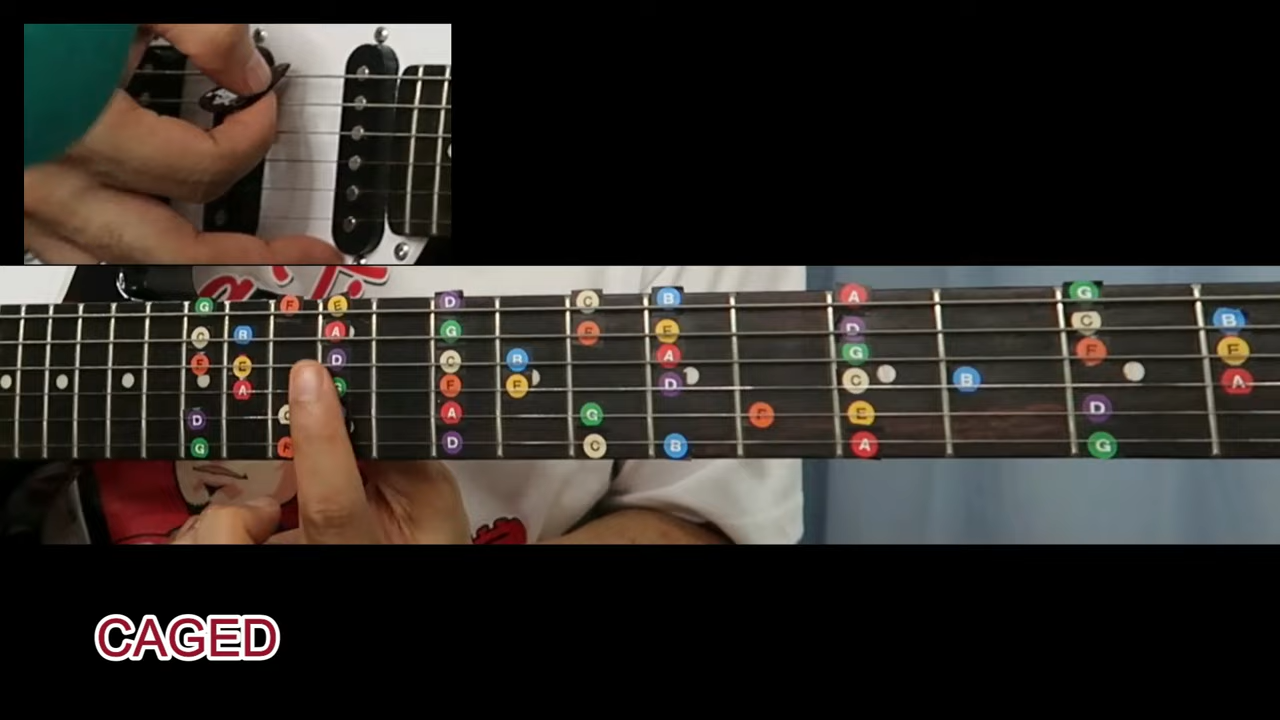 G F E D C B A G
C B A G F E D C B
F E D C B A G F E
A G F E D C B A
D C A G F E D
G F D C B A G
CAGED